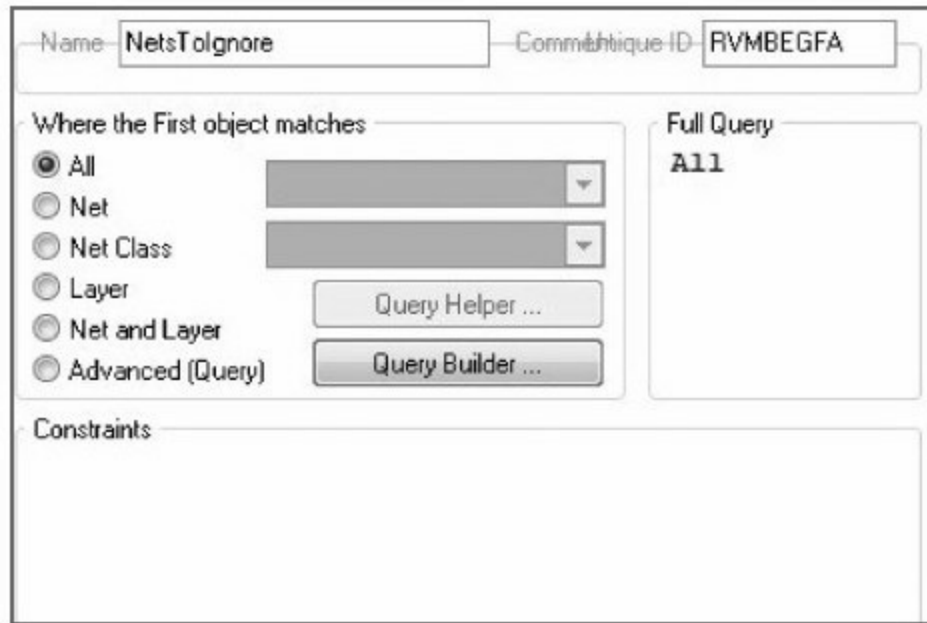 Name NetsToIgnore Comment Unique ID RVMBEGFA
Where the First object matches
All
Net
Net Class
Layer
Net and Layer
Advanced (Query)
Query Helper ...
Query Builder ...
Full Query
All
Constraints